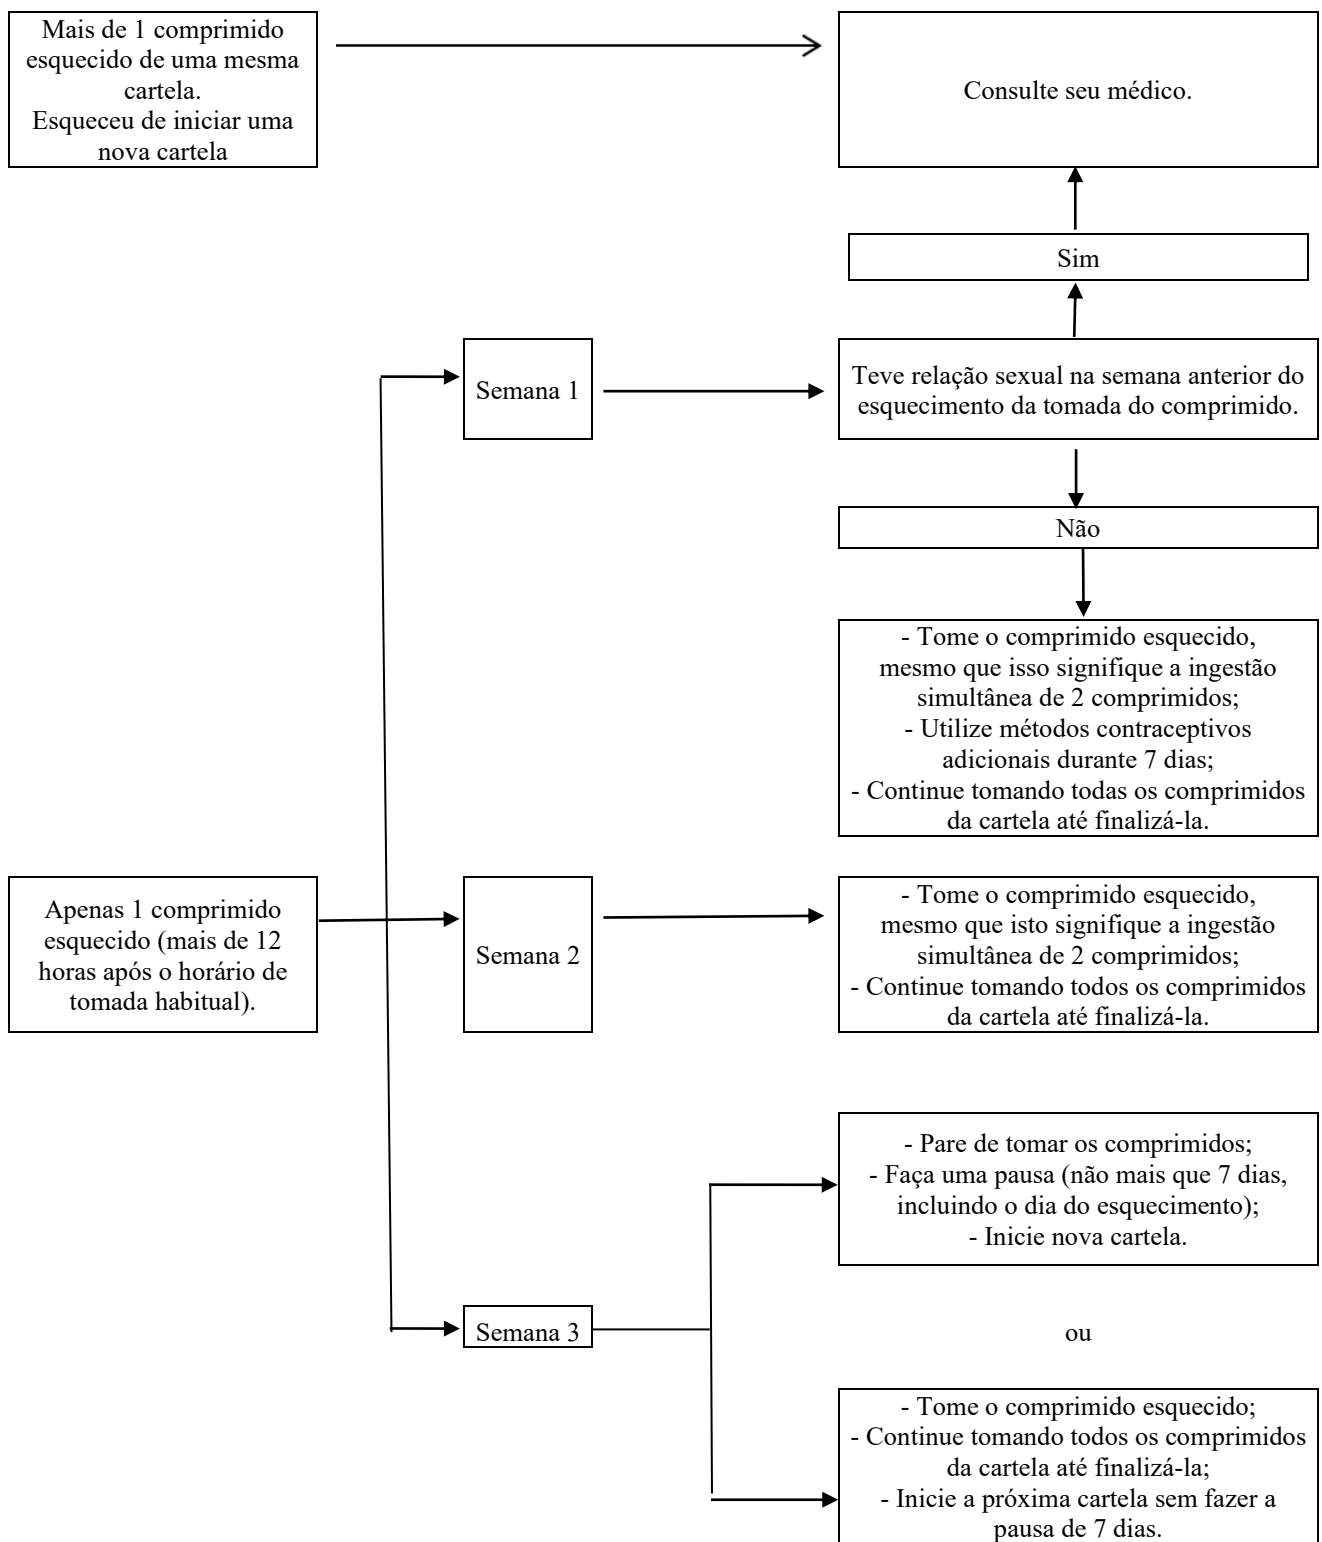 Mais de 1 comprimido
esquecido de uma mesma
cartela.
Esqueceu de iniciar uma
nova cartela
Consulte seu médico.
Sim
Semana 1
Teve relação sexual na semana anterior do
esquecimento da tomada do comprimido.
Não
- Tome o comprimido esquecido,
mesmo que isso signifique a ingestão
simultânea de 2 comprimidos;
- Utilize métodos contraceptivos
adicionais durante 7 dias;
- Continue tomando todas os comprimidos
da cartela até finalizá-la.
Apenas 1 comprimido
esquecido (mais de 12
horas após o horário de
tomada habitual).
Semana 2
- Tome o comprimido esquecido,
mesmo que isto signifique a ingestão
simultânea de 2 comprimidos;
- Continue tomando todos os comprimidos
da cartela até finalizá-la.
- Pare de tomar os comprimidos;
- Faça uma pausa (não mais que 7 dias,
incluindo o dia do esquecimento);
- Inicie nova cartela.
Semana 3
ou
- Tome o comprimido esquecido;
- Continue tomando todos os comprimidos
da cartela até finalizá-la;
- Inicie a próxima cartela sem fazer a
pausa de 7 dias.